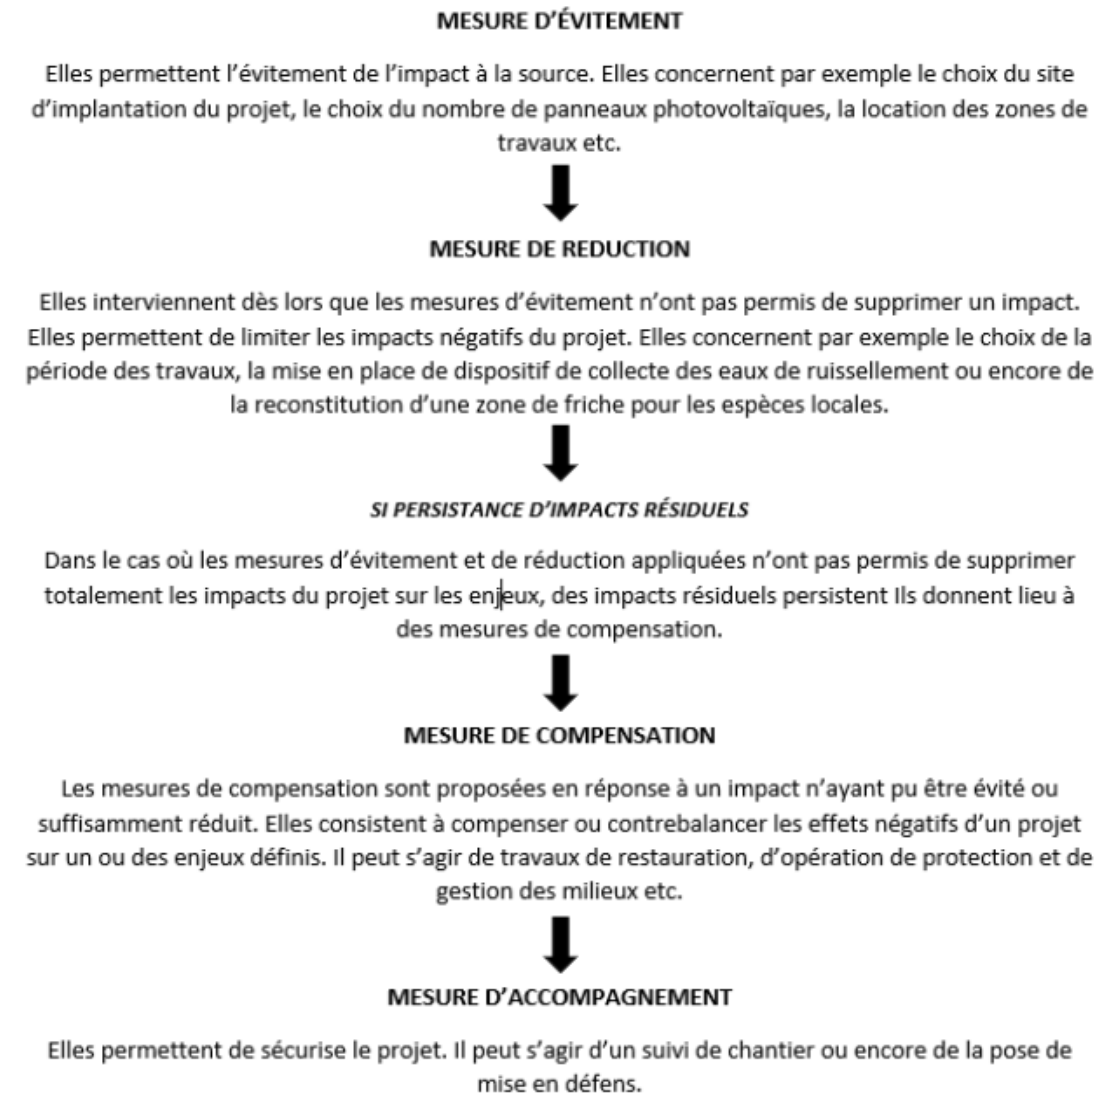 MESURE D'ÉVITEMENT
Elles permettent l'évitement de l'impact à la source. Elles concernent par exemple le choix du site
d'implantation du projet, le choix du nombre de panneaux photovoltaïques, la location des zones de
travaux etc.
MESURE DE REDUCTION
Elles interviennent dès lors que les mesures d'évitement n'ont pas permis de supprimer un impact.
Elles permettent de limiter les impacts négatifs du projet. Elles concernent par exemple le choix de la
période des travaux, la mise en place de dispositif de collecte des eaux de ruissellement ou encore de
la reconstitution d'une zone de friche pour les espèces locales.
SI PERSISTANCE D'IMPACTS RÉSIDUELS
Dans le cas où les mesures d'évitement et de réduction appliquées n'ont pas permis de supprimer
totalement les impacts du projet sur les enjeux, des impacts résiduels persistent Ils donnent lieu à
des mesures de compensation.
MESURE DE COMPENSATION
Les mesures de compensation sont proposées en réponse à un impact n'ayant pu être évité ou
suffisamment réduit. Elles consistent à compenser ou contrebalancer les effets négatifs d'un projet
sur un ou des enjeux définis. Il peut s'agir de travaux de restauration, d'opération de protection et de
gestion des milieux etc.
MESURE D'ACCOMPAGNEMENT
Elles permettent de sécurise le projet. Il peut s'agir d'un suivi de chantier ou encore de la pose de
mise en défens.